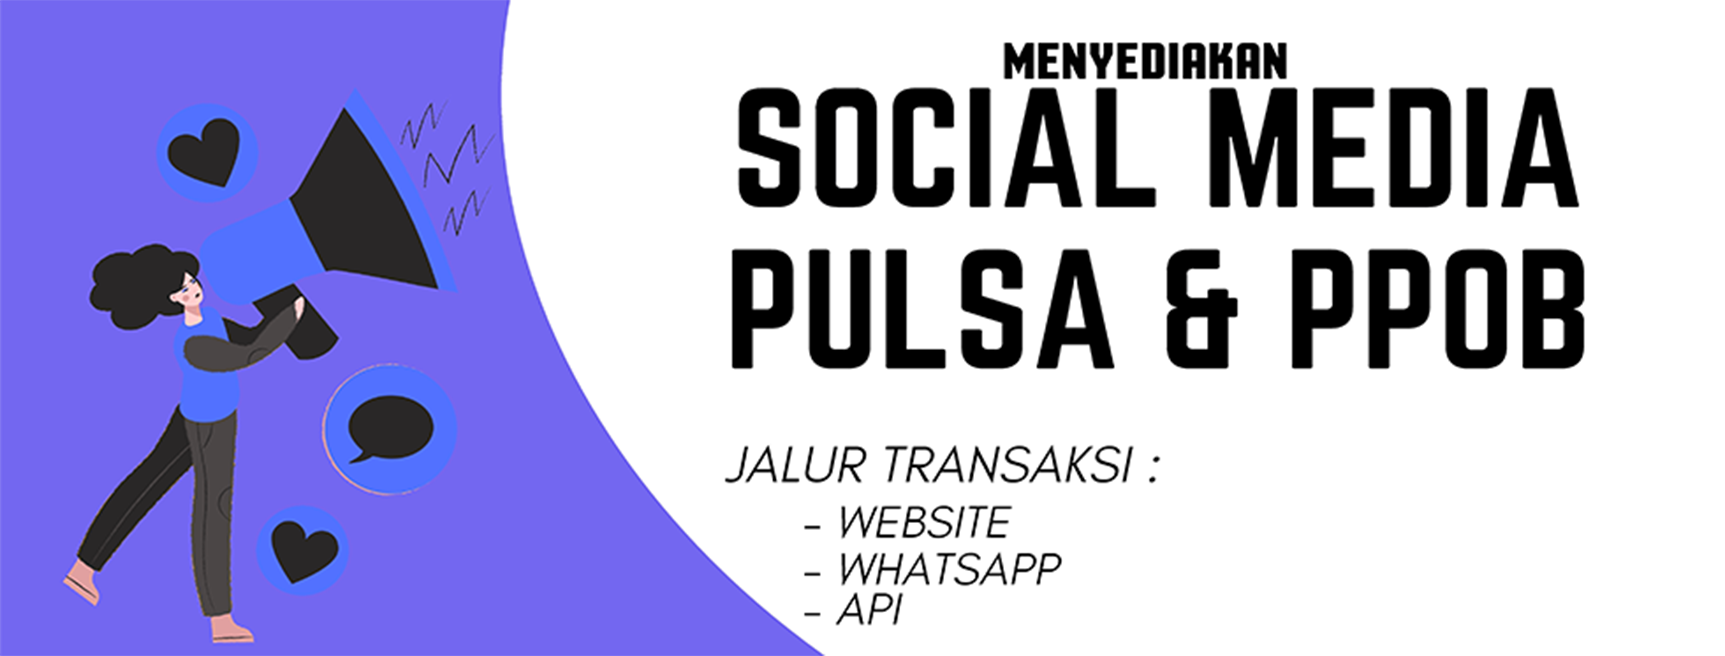 MENYEDIAKAN
SOCIAL MEDIA
PULSA & PPOB
JALUR TRANSAKSI :
- WEBSITE
- WHATSAPP
- API